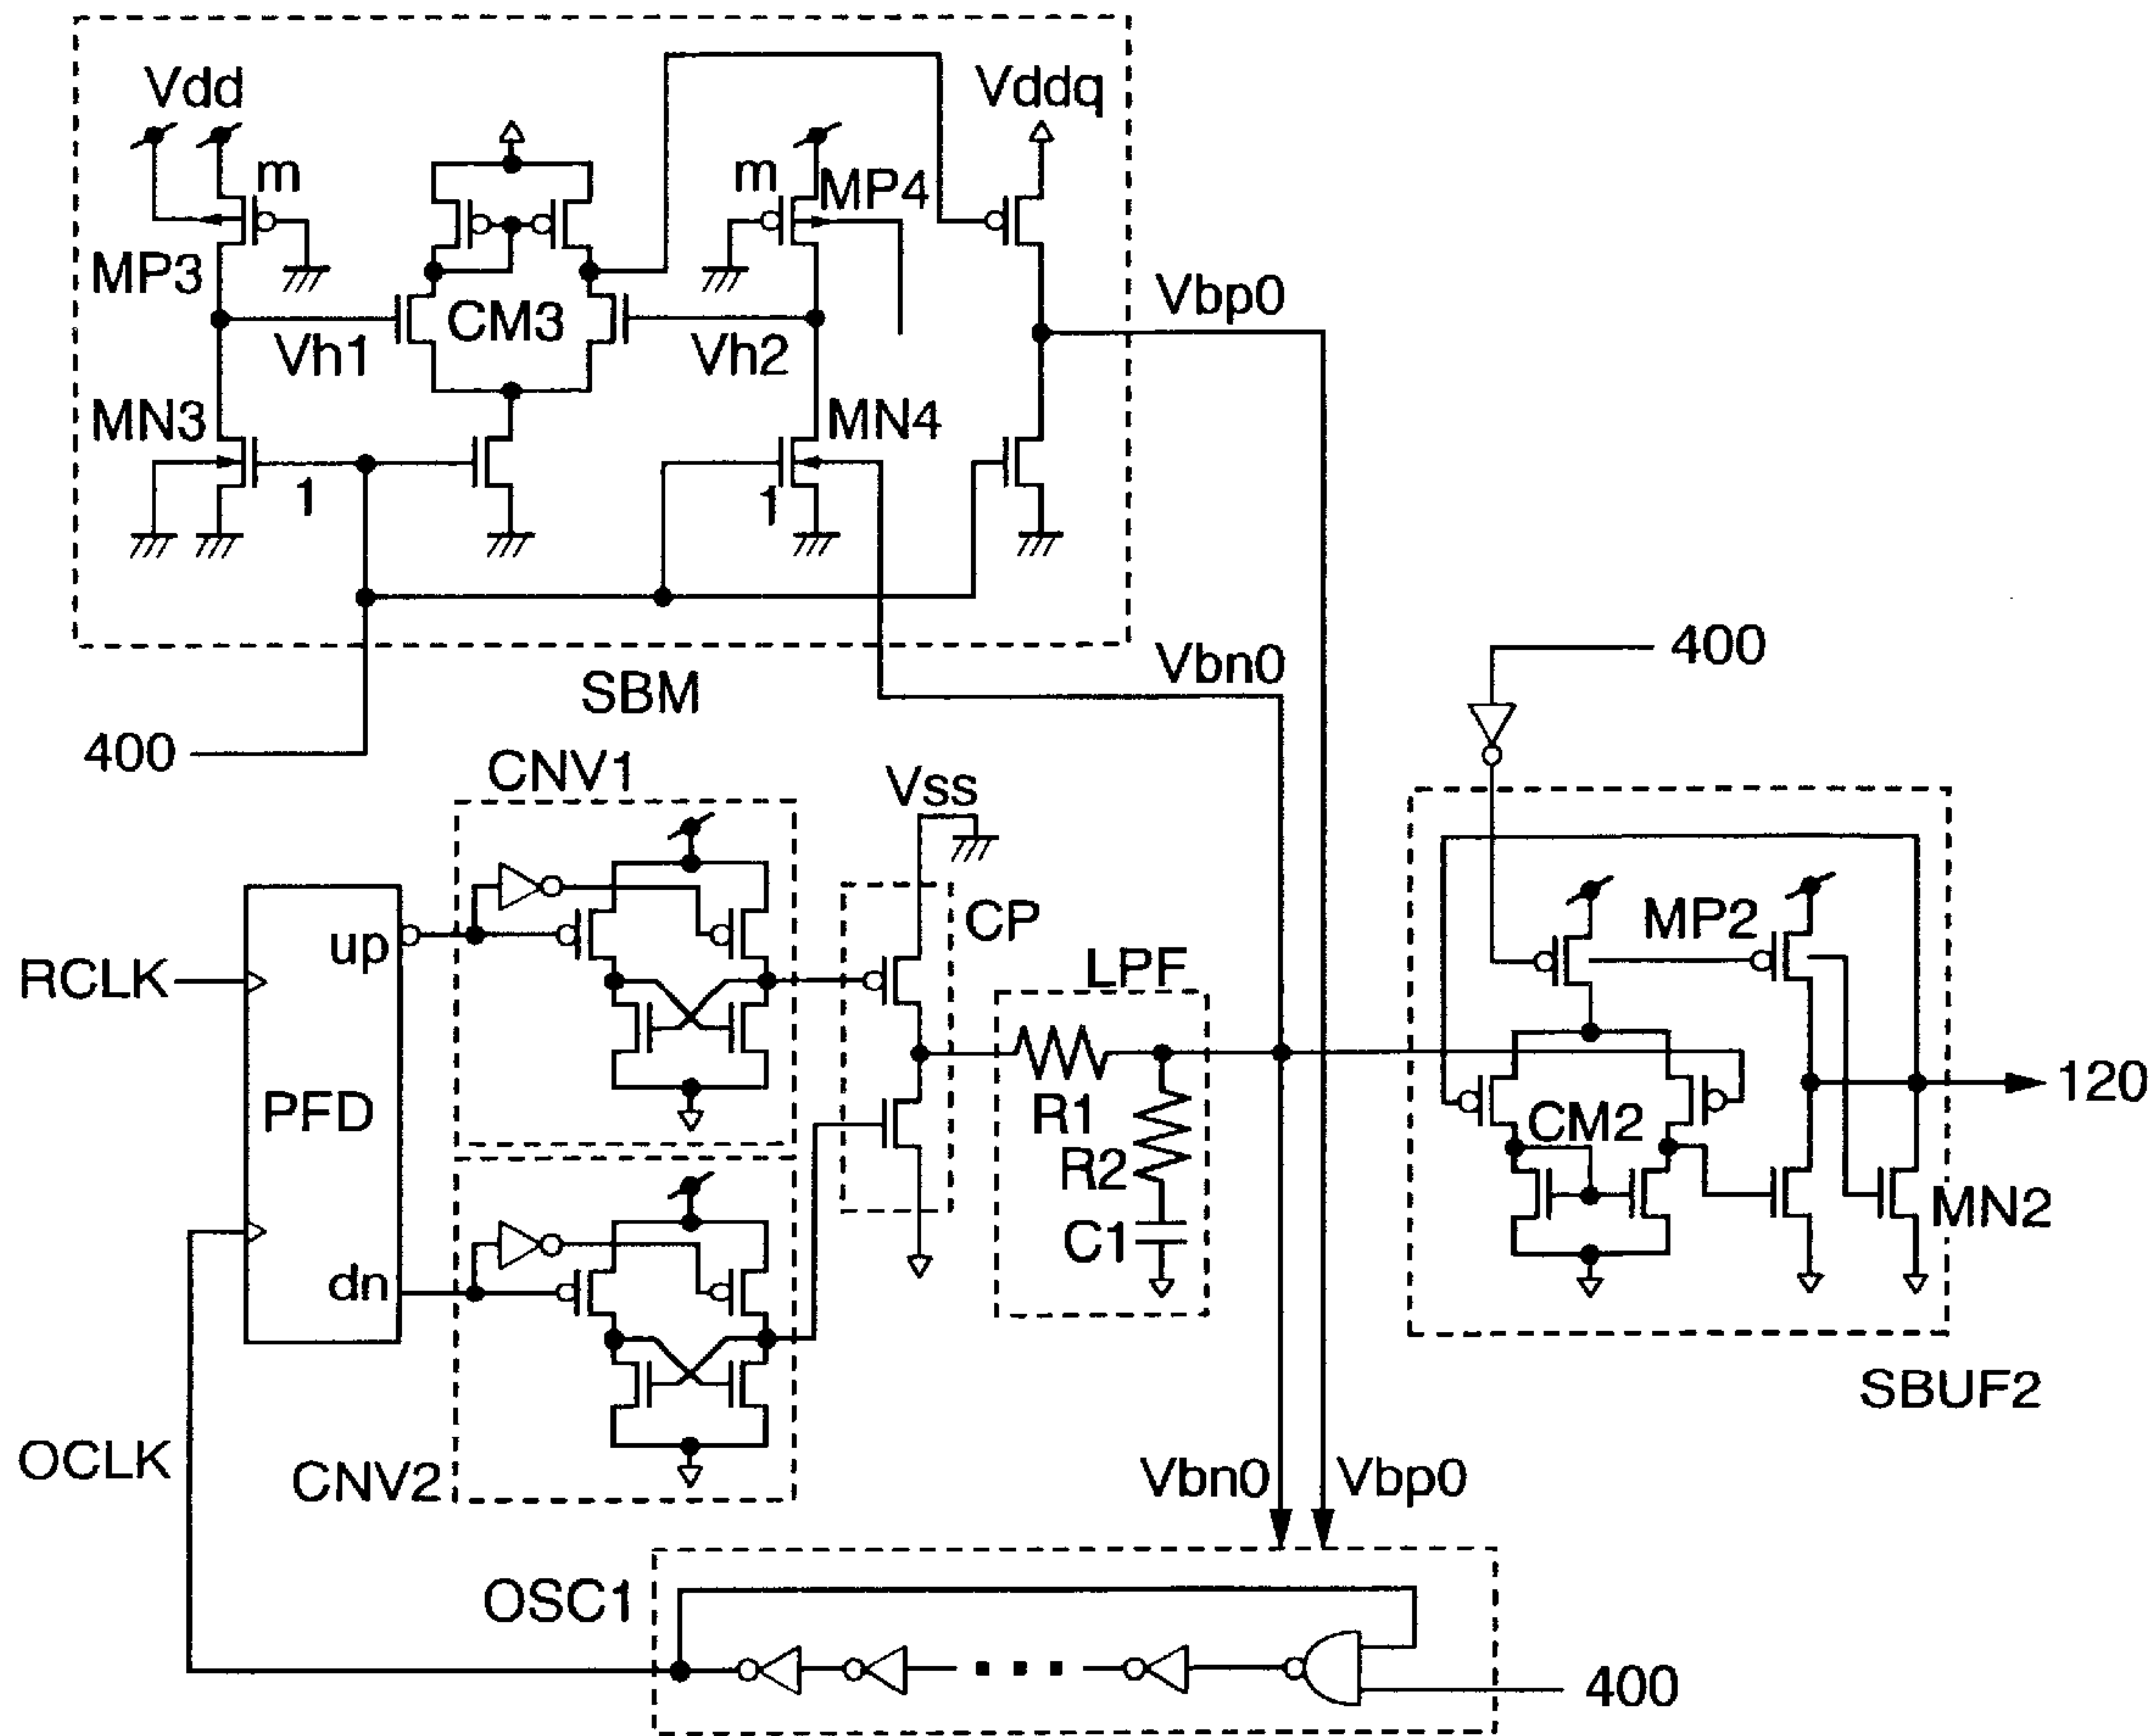 Vdd
Vddq
m
m
MP4
MP3
CM3
Vbp0
Vh1
Vh2
MN3
MN4
1
1
Vbn0
400
SBM
400
CNV1
Vss
CP
MP2
up
LPF
RCLK
PFD
R1
CM2
120
R2
MN2
C1
dn
SBUF2
OCLK
CNV2
Vbn0
Vbp0
OSC1
400